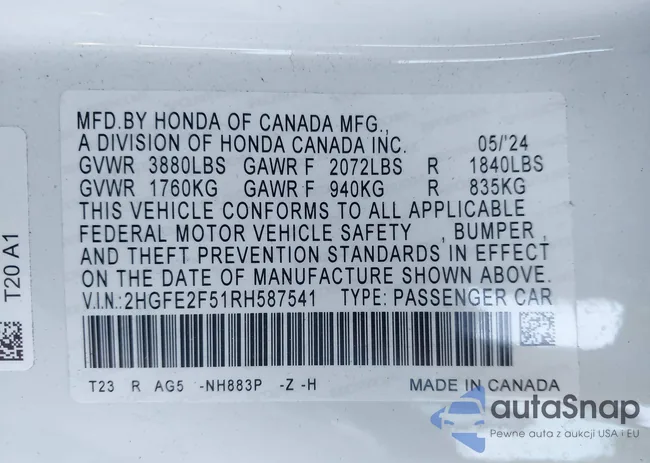 MFD.BY HONDA OF CANADA MFG.,
A DIVISION OF HONDA CANADA INC. 05/'24
GVWR 3880LBS GAWR F 2072LBS R 1840LBS
GVWR 1760KG GAWR F 940KG R 835KG
THIS VEHICLE CONFORMS TO ALL APPLICABLE
FEDERAL MOTOR VEHICLE SAFETY , BUMPER ,
AND THEFT PREVENTION STANDARDS IN EFFECT
ON THE DATE OF MANUFACTURE SHOWN ABOVE.
V.I.N:2HGFE2F51RH587541 TYPE: PASSENGER CAR
T23 R AG5 -NH883P -Z -H MADE IN CANADA
T20 A1
autaSnap
Pewne auta z aukcji USA i EU